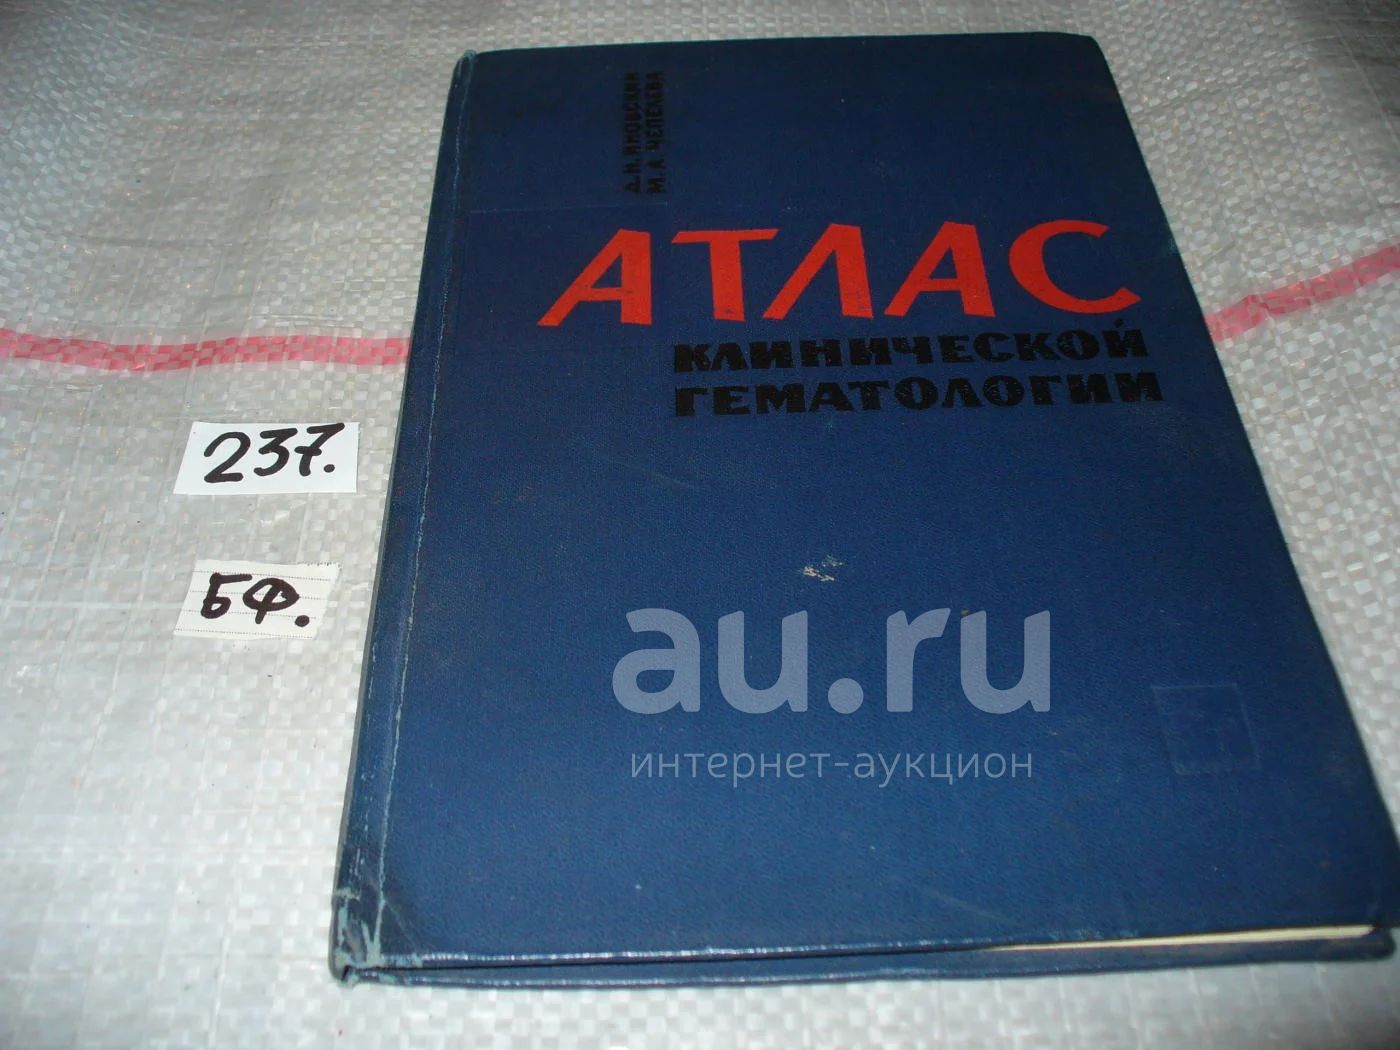 Д.Н. ЯНОВСКИЙ
М.А. ЧЕПЕЛЕВА
АТЛАС
КЛИНИЧЕСКОЙ
ГЕМАТОЛОГИИ
237.
БФ.
au.ru
интернет-аукцион